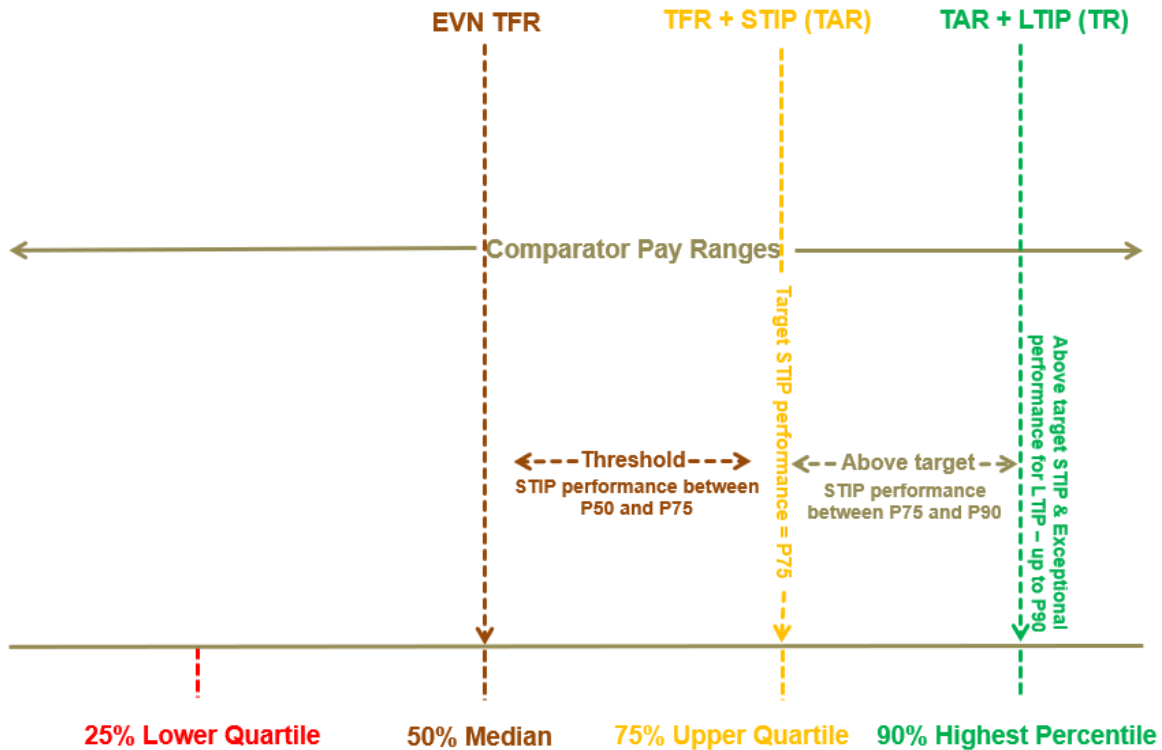 EVN TFR
TFR + STIP (TAR)
TAR + LTIP (TR)
Comparator Pay Ranges
Target STIP performance = P75
Above target STIP & Exceptional
performance for LTIP – up to P90
Threshold
STIP performance between
P50 and P75
Above target
STIP performance
between P75 and P90
25% Lower Quartile
50% Median
75% Upper Quartile
90% Highest Percentile